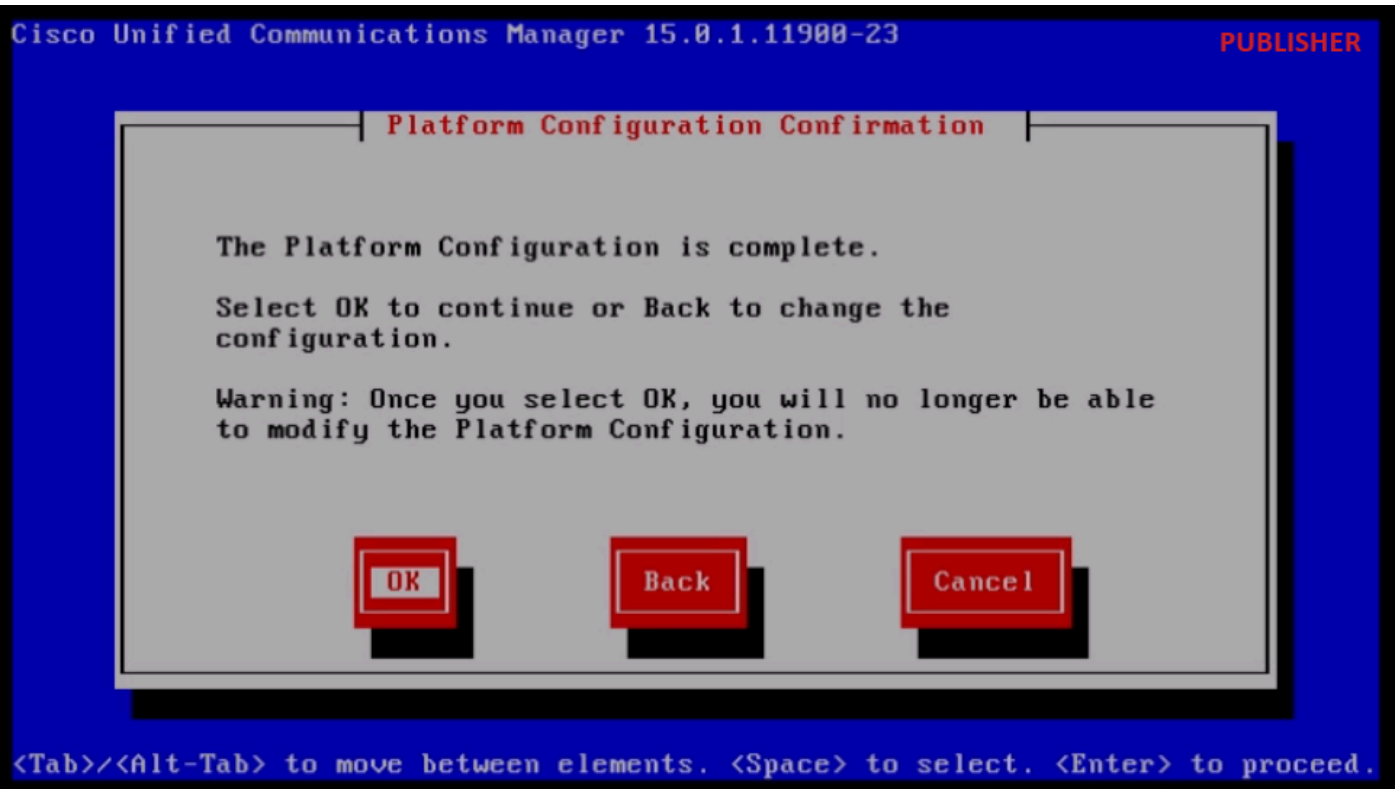 Cisco Unified Communications Manager 15.0.1.11900-23
PUBLISHER
Platform Configuration Confirmation
The Platform Configuration is complete.
Select OK to continue or Back to change the
configuration.
Warning: Once you select OK, you will no longer be able
to modify the Platform Configuration.
OK Back Cancel
<Tab>/<Alt-Tab> to move between elements. <Space> to select. <Enter> to proceed.